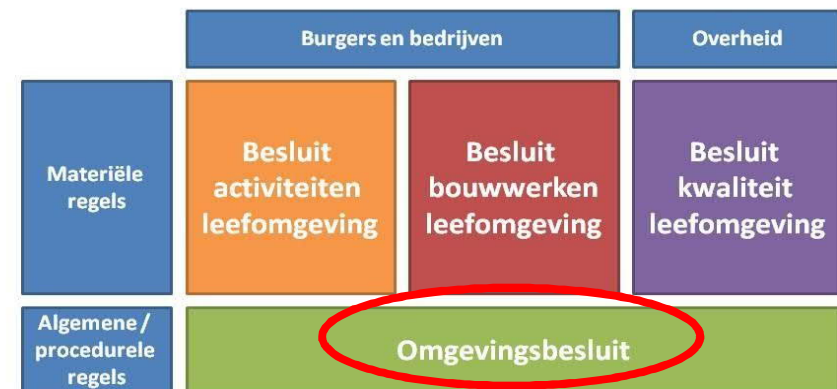 Burgers en bedrijven
Overheid
Materiële
regels
Besluit
activiteiten
leefomgeving
Besluit
bouwwerken
leefomgeving
Besluit
kwaliteit
leefomgeving
Algemene /
procedurele
regels
Omgevingsbesluit